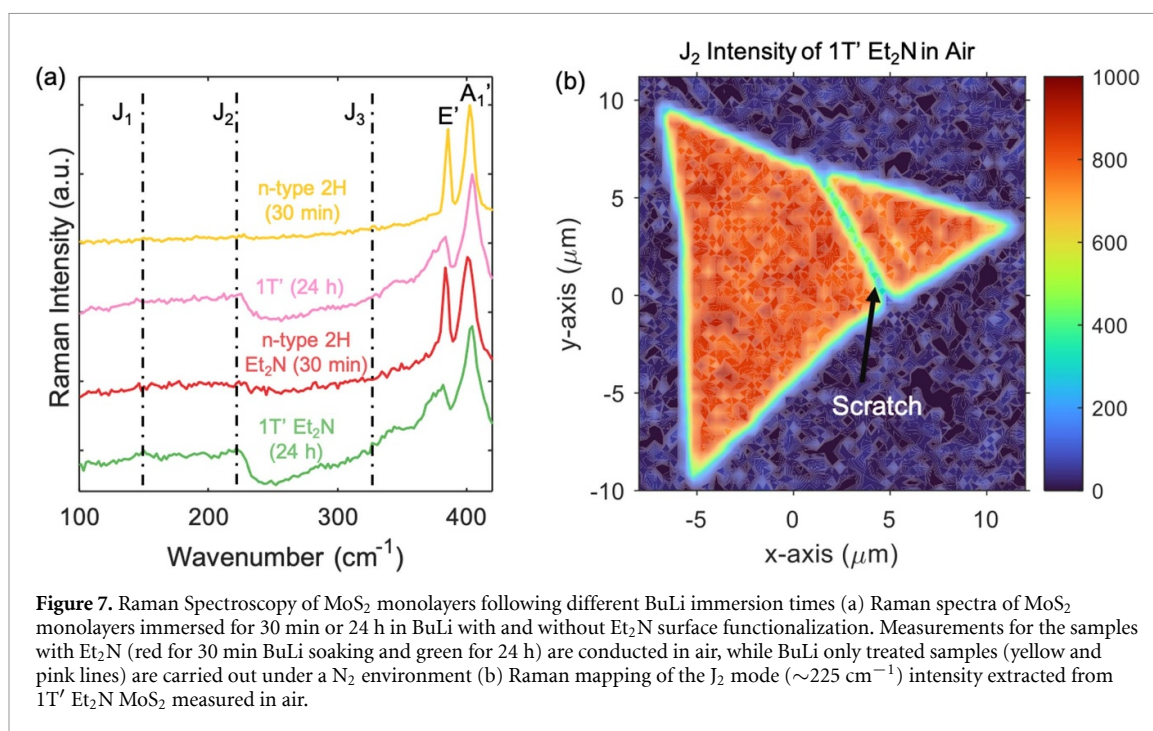 (a)
J₁
J₂
J₃
E'
A₁'
n-type 2H
(30 min)
1T' (24 h)
n-type 2H
Et₂N (30 min)
1T' Et₂N
(24 h)
Raman Intensity (a.u.)
100
200
300
400
Wavenumber (cm⁻¹)
J₂ Intensity of 1T' Et₂N in Air
(b)
10
5
0
-5
-10
y-axis (μm)
Scratch
-5
0
5
10
x-axis (μm)
1000
800
600
400
200
0
Figure 7. Raman Spectroscopy of MoS₂ monolayers following different BuLi immersion times (a) Raman spectra of MoS₂
monolayers immersed for 30 min or 24 h in BuLi with and without Et₂N surface functionalization. Measurements for the samples
with Et₂N (red for 30 min BuLi soaking and green for 24 h) are conducted in air, while BuLi only treated samples (yellow and
pink lines) are carried out under a N₂ environment (b) Raman mapping of the J₂ mode (∼225 cm⁻¹) intensity extracted from
1T′ Et₂N MoS₂ measured in air.